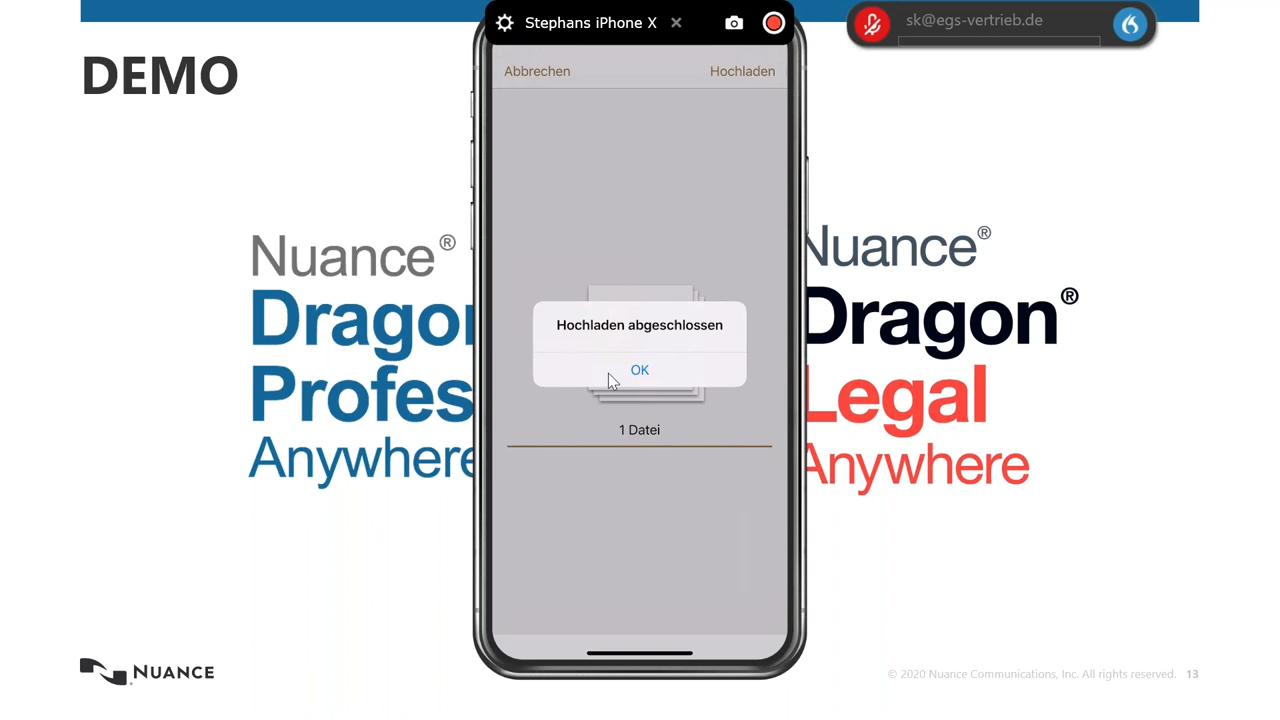 Stephans iPhone X
sk@egs-vertrieb.de
DEMO
Abbrechen
Hochladen
Nuance®
Dragon
Profes
Anywhere
Hochladen abgeschlossen
OK
1 Datei
Nuance®
Dragon®
Legal
Anywhere
NUANCE
© 2020 Nuance Communications, Inc. All rights reserved. 13